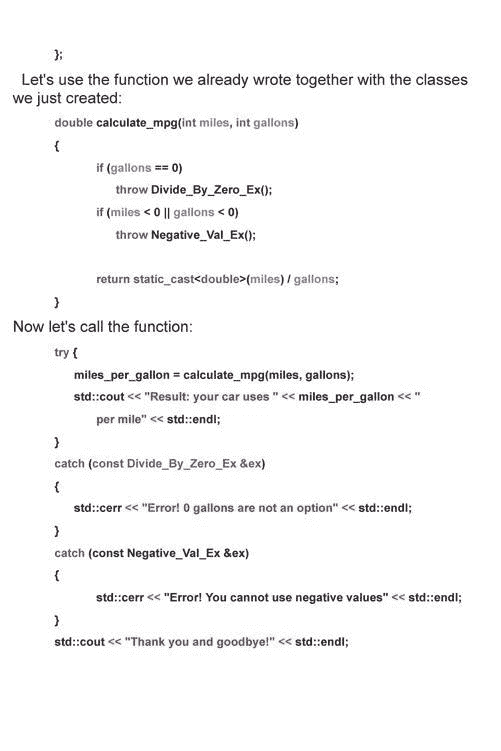 };
Let's use the function we already wrote together with the classes
we just created:
double calculate_mpg(int miles, int gallons)
{
if (gallons == 0)
throw Divide_By_Zero_Ex();
if (miles < 0 || gallons < 0)
throw Negative_Val_Ex();
return static_cast<double>(miles) / gallons;
}
Now let's call the function:
try {
miles_per_gallon = calculate_mpg(miles, gallons);
std::cout << "Result: your car uses " << miles_per_gallon << "
per mile" << std::endl;
}
catch (const Divide_By_Zero_Ex &ex)
{
std::cerr << "Error! 0 gallons are not an option" << std::endl;
}
catch (const Negative_Val_Ex &ex)
{
std::cerr << "Error! You cannot use negative values" << std::endl;
}
std::cout << "Thank you and goodbye!" << std::endl;